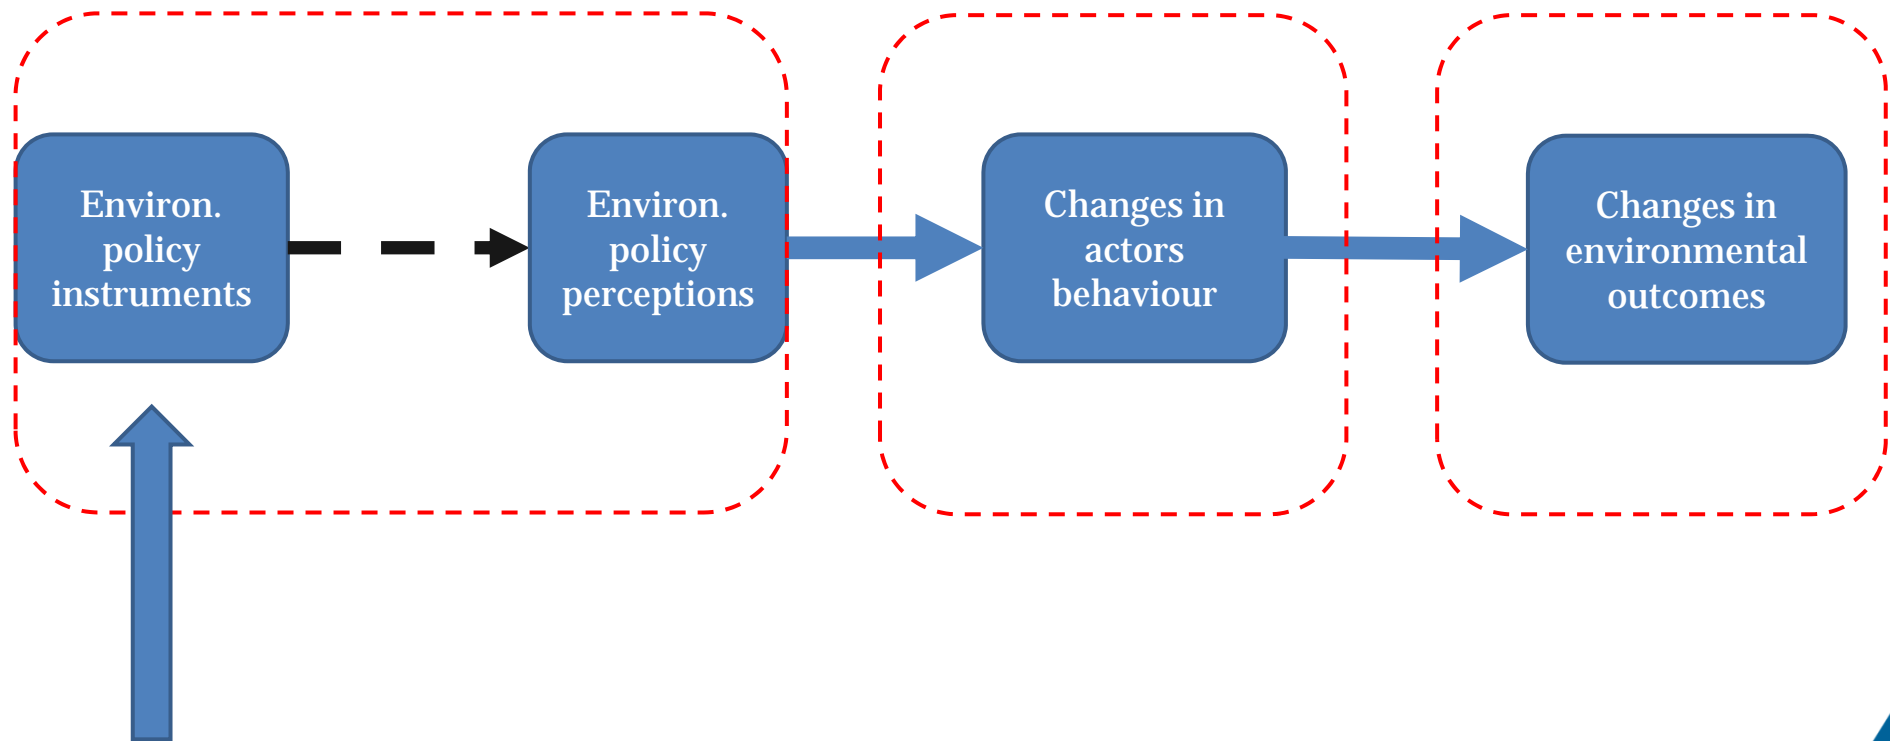 Environ.
policy
instruments
Environ.
policy
perceptions
Changes in
actors
behaviour
Changes in
environmental
outcomes